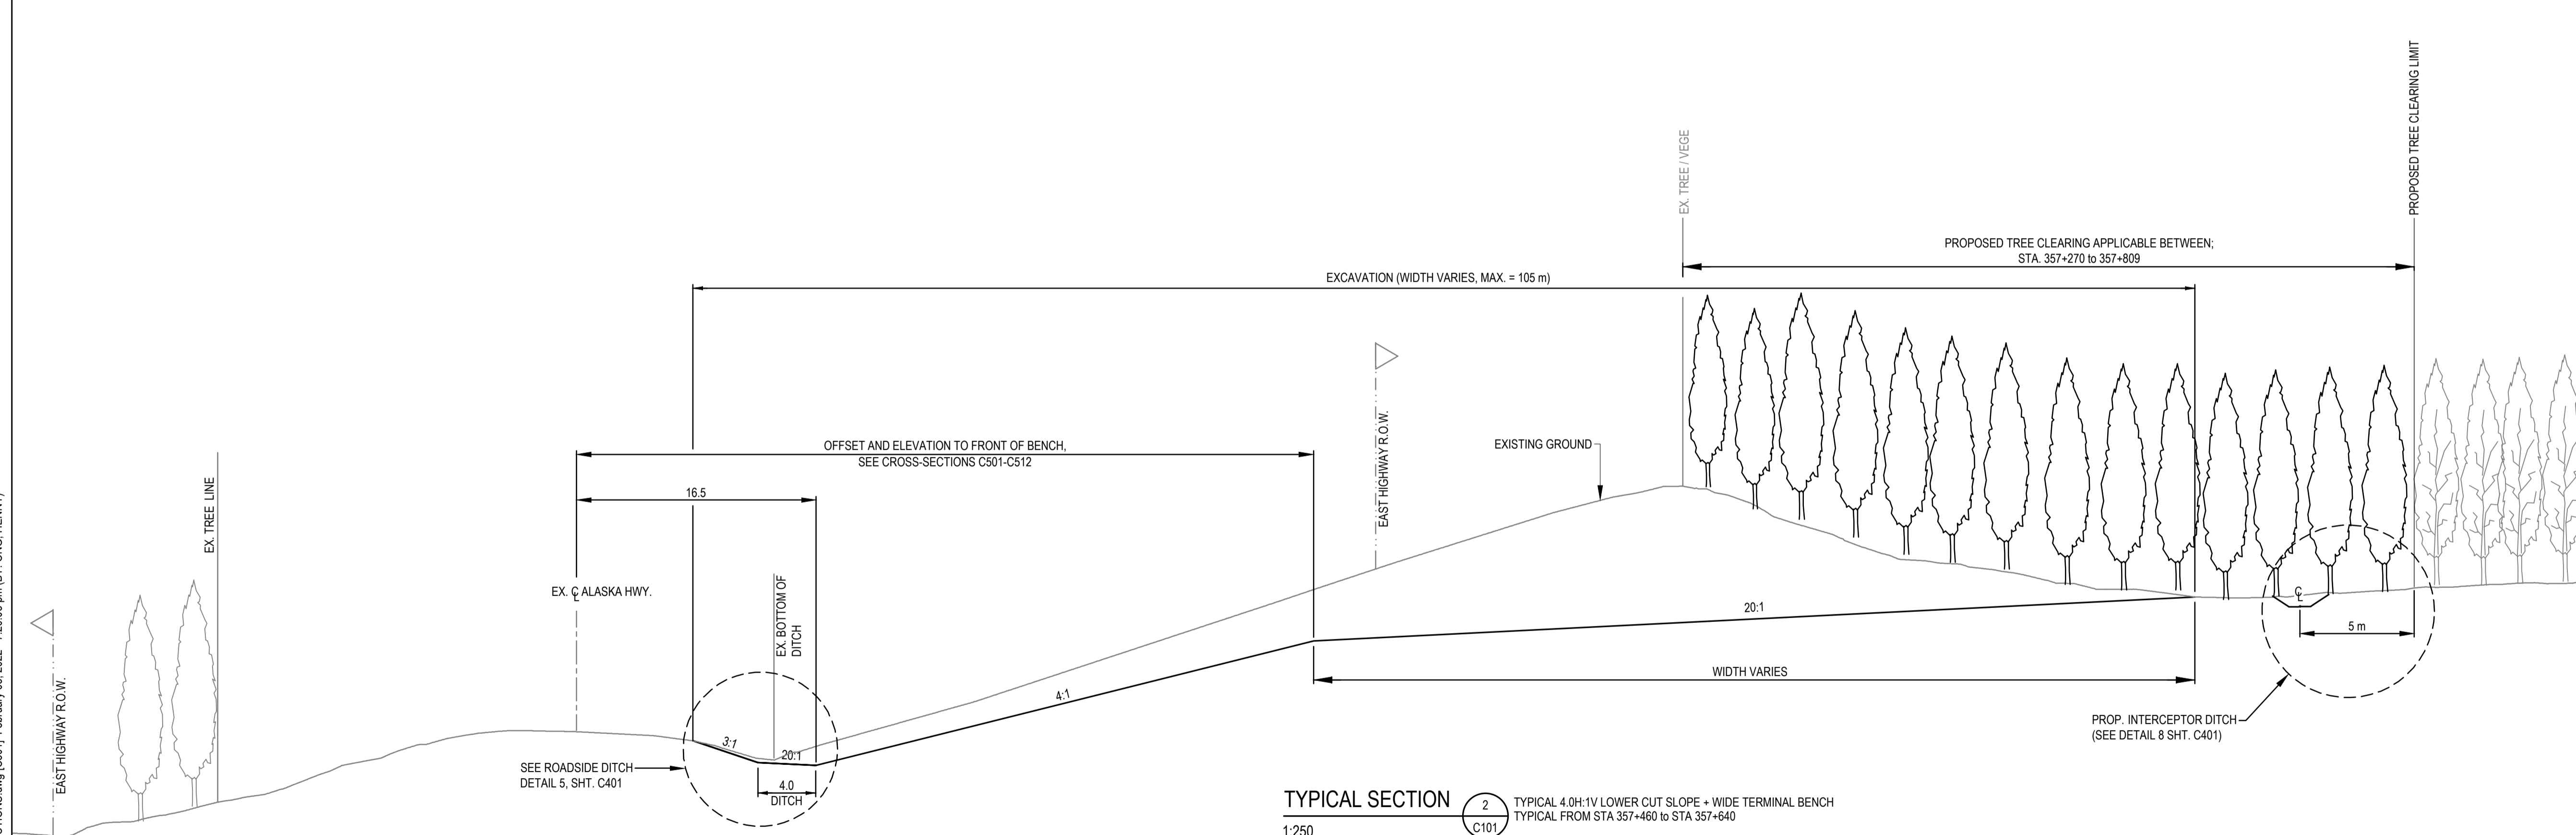 PROPOSED TREE CLEARING LIMIT
EX. TREE / VEGE
PROPOSED TREE CLEARING APPLICABLE BETWEEN;
STA. 357+270 to 357+809
EXCAVATION (WIDTH VARIES, MAX. = 105 m)
OFFSET AND ELEVATION TO FRONT OF BENCH,
SEE CROSS-SECTIONS C501-C512
EAST HIGHWAY R.O.W.
EXISTING GROUND
EX. TREE LINE
16.5
EX. ℄ ALASKA HWY.
EX. BOTTOM OF
DITCH
20:1
℄
5 m
EAST HIGHWAY R.O.W.
4:1
WIDTH VARIES
3:1
20:1
PROP. INTERCEPTOR DITCH
(SEE DETAIL 8 SHT. C401)
SEE ROADSIDE DITCH
DETAIL 5, SHT. C401
4.0
DITCH
TYPICAL SECTION
1:250
2
C101
TYPICAL 4.0H:1V LOWER CUT SLOPE + WIDE TERMINAL BENCH
TYPICAL FROM STA 357+460 to STA 357+640